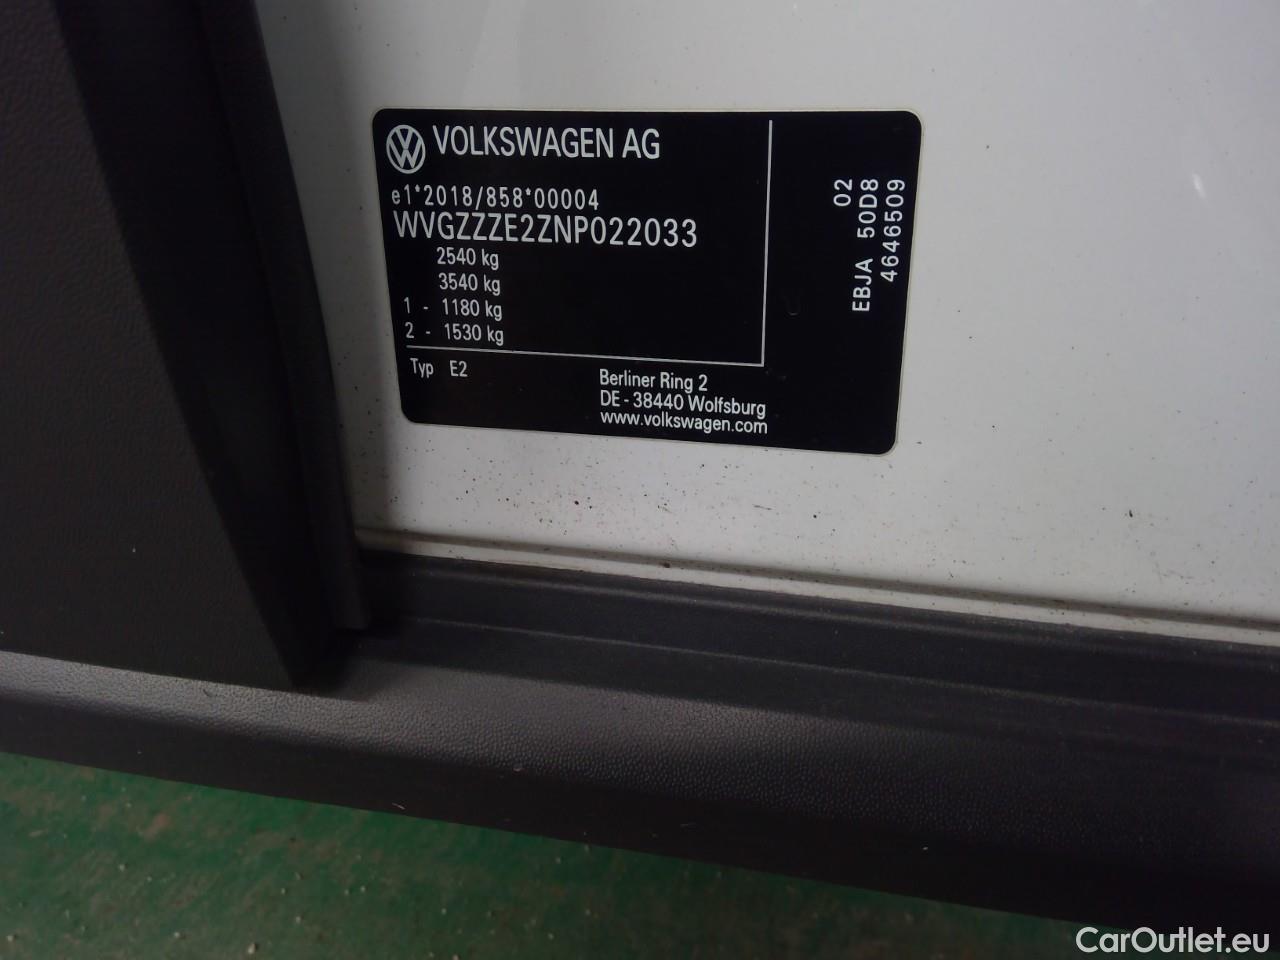 VOLKSWAGEN AG
e1*2018/858*00004
WVGZZZE2ZNP022033
2540 kg
3540 kg
1 - 1180 kg
2 - 1530 kg
Typ E2
Berliner Ring 2
DE - 38440 Wolfsburg
www.volkswagen.com
02
EBJA 50D8
4646509
CarOutlet.eu